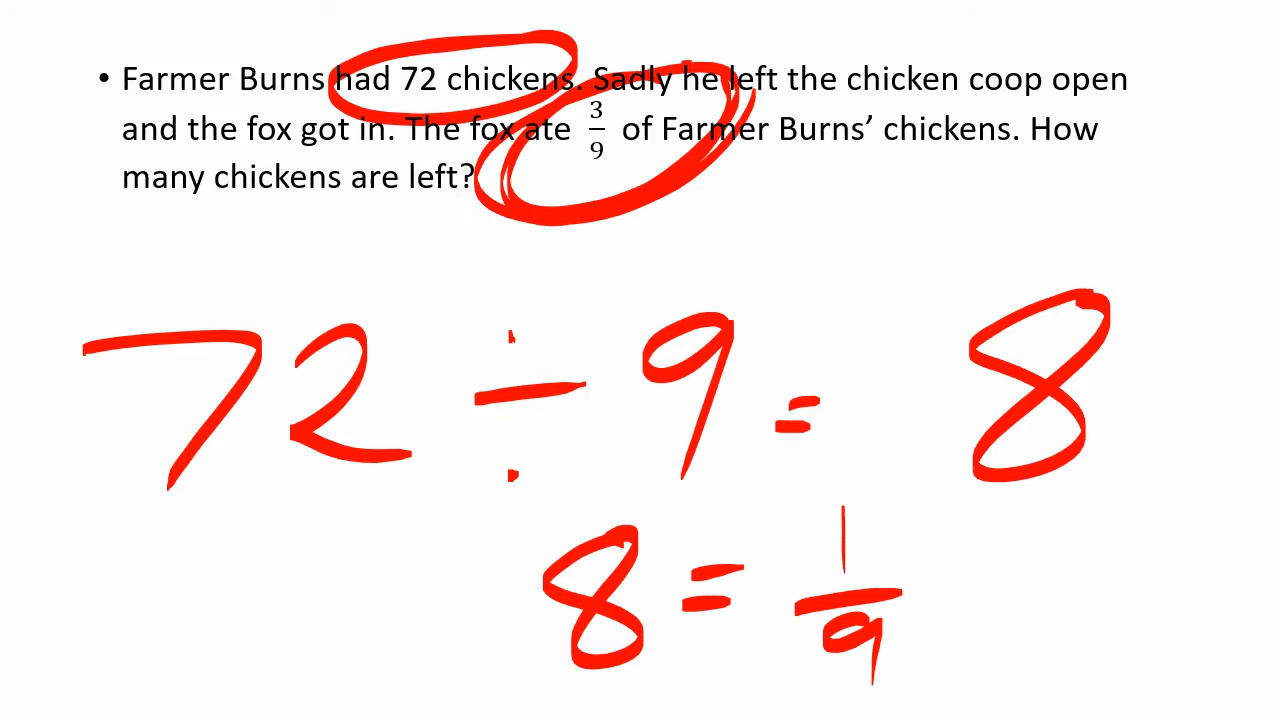 • Farmer Burns had 72 chickens. Sadly he left the chicken coop open
and the fox got in. The fox ate 3/9 of Farmer Burns’ chickens. How
many chickens are left?
72 ÷ 9 = 8
8 = 1/9